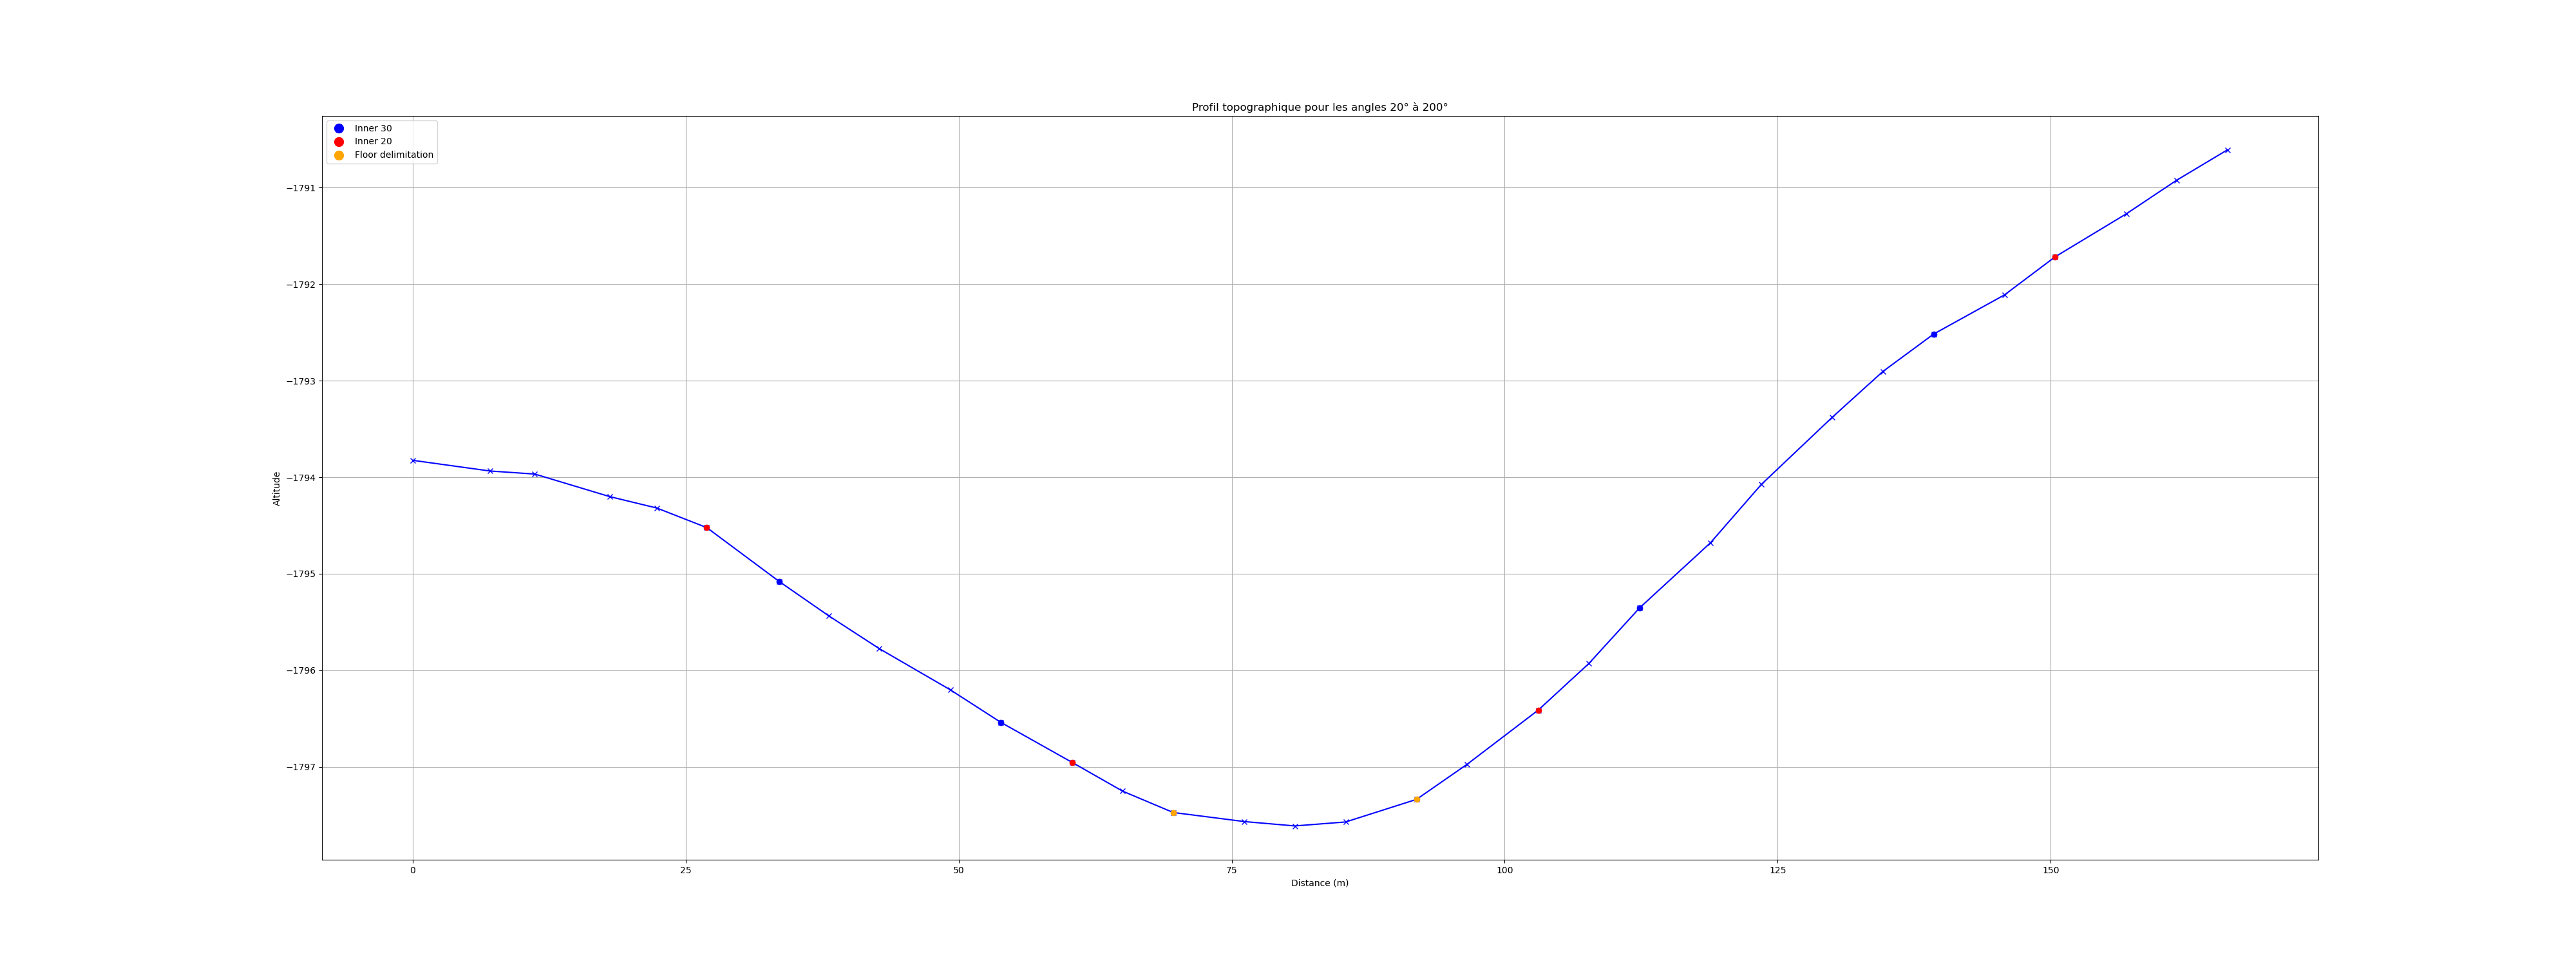 Profil topographique pour les angles 20° à 200°
Inner 30
Inner 20
Floor delimitation
−1791
−1792
−1793
−1794
−1795
−1796
−1797
Altitude
0 25 50 75 100 125 150
Distance (m)